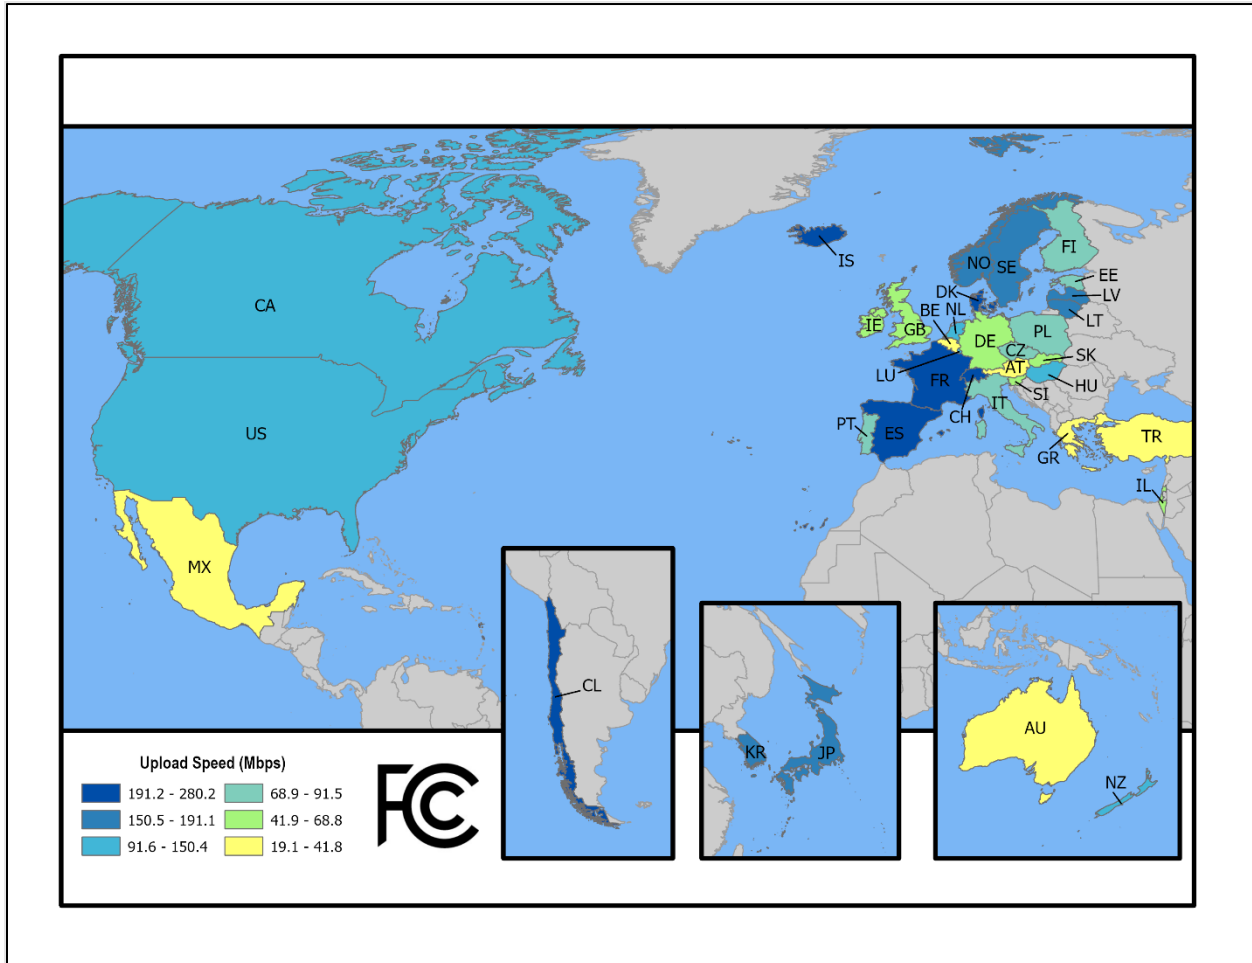 IS
FI
NO
SE
CA
EE
DK
LV
BE
NL
LT
IE
GB
PL
DE
CZ
SK
AT
LU
FR
HU
SI
IT
CH
PT
ES
US
TR
GR
IL
MX
CL
KR
JP
AU
NZ
Upload Speed (Mbps)
191.2 - 280.2
68.9 - 91.5
150.5 - 191.1
41.9 - 68.8
91.6 - 150.4
19.1 - 41.8
FCC